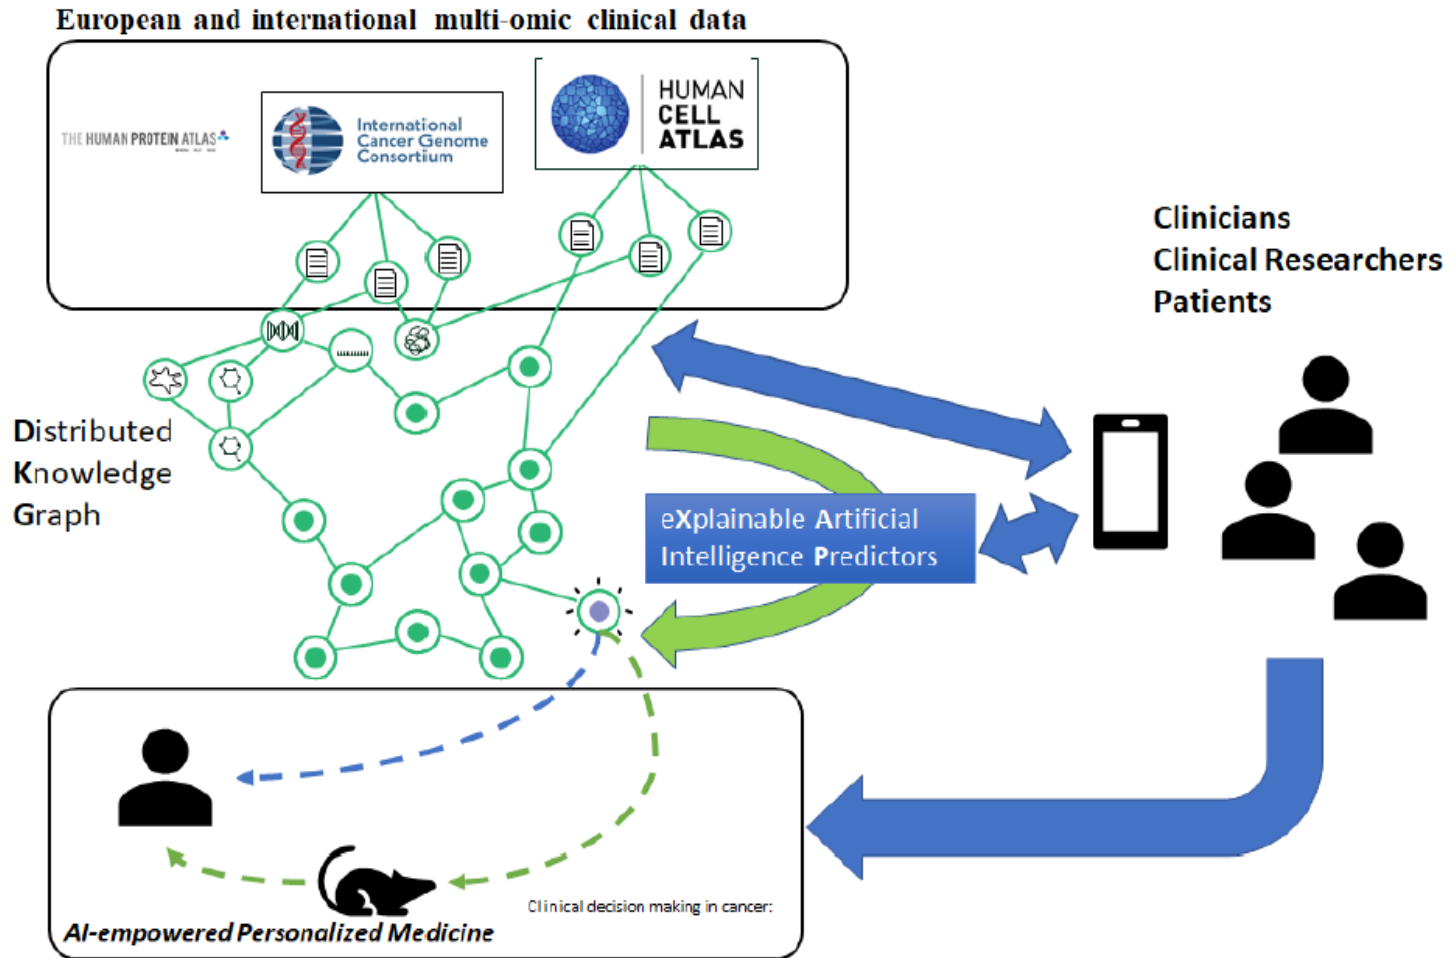 European and international multi-omic clinical data
THE HUMAN PROTEIN ATLAS
International
Cancer Genome
Consortium
HUMAN
CELL
ATLAS
Clinicians
Clinical Researchers
Patients
Distributed
Knowledge
Graph
eXplainable Artificial
Intelligence Predictors
Clinical decision making in cancer:
AI-empowered Personalized Medicine